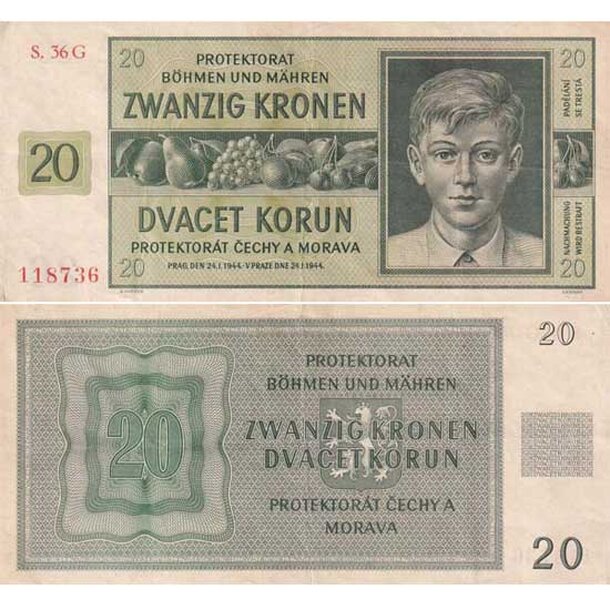 S. 36 G
20
PROTEKTORAT
BÖHMEN UND MÄHREN
ZWANZIG KRONEN
20
DVACET KORUN
PROTEKTORÁT ČECHY A MORAVA
PRAG, DEN 24.I.1944. - V PRAZE DNE 24.I.1944.
118736
20
20
PADĚLÁNÍ
SE TRESTÁ
NACHMACHUNG
WIRD BESTRAFT
20
20
PROTEKTORAT
BÖHMEN UND MÄHREN
ZWANZIG KRONEN
DVACET KORUN
PROTEKTORÁT ČECHY A
MORAVA
20
20